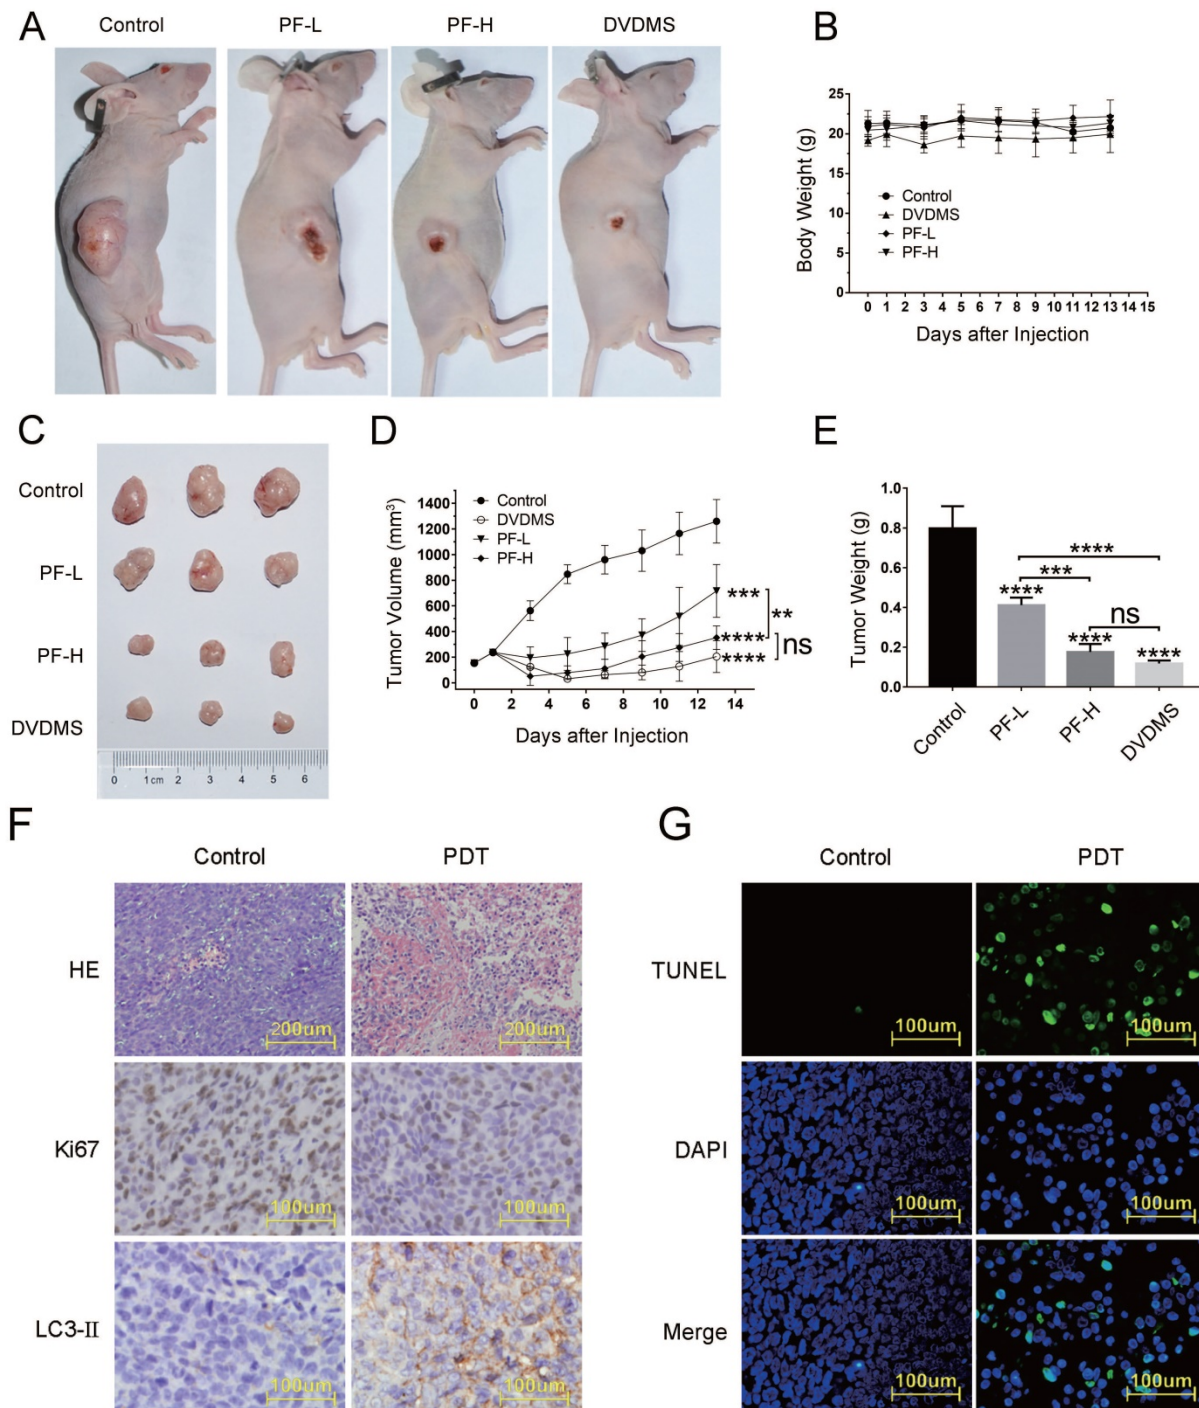 A
Control
PF-L
PF-H
DVDMS
B
Body Weight (g)
25
20
15
10
5
0
Control
DVDMS
PF-L
PF-H
0 1 2 3 4 5 6 7 8 9 10 11 12 13 14 15
Days after Injection
C
Control
PF-L
PF-H
DVDMS
0 1cm 2 3 4 5 6
D
Tumor Volume (mm³)
1400
1200
1000
800
600
400
200
0
Control
DVDMS
PF-L
PF-H
***
**
****
ns
****
0 2 4 6 8 10 12 14
Days after Injection
E
Tumor Weight (g)
1.0
0.8
0.6
0.4
0.2
0.0
****
***
****
ns
****
****
Control
PF-L
PF-H
DVDMS
F
Control
PDT
HE
200um
200um
Ki67
100um
100um
LC3-II
100um
100um
G
Control
PDT
TUNEL
100um
100um
DAPI
100um
100um
Merge
100um
100um